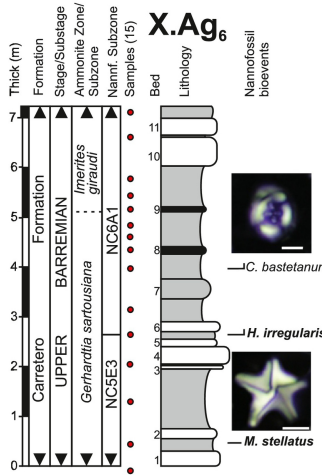 X.Ag6
Thick (m)
Formation
Stage/Substage
Ammonite Zone/
Subzone
Nannf. Subzone
Samples (15)
Bed
Lithology
Nannofossil
bioevents
7
6
5
4
3
2
1
0
Carretero Formation
UPPER BARREMIAN
Gerhardtia sartousiana
Imerites
giraudi
NC5E3
NC6A1
11
10
9
8
7
6
5
4
3
2
1
C. bastetanum
H. irregularis
M. stellatus